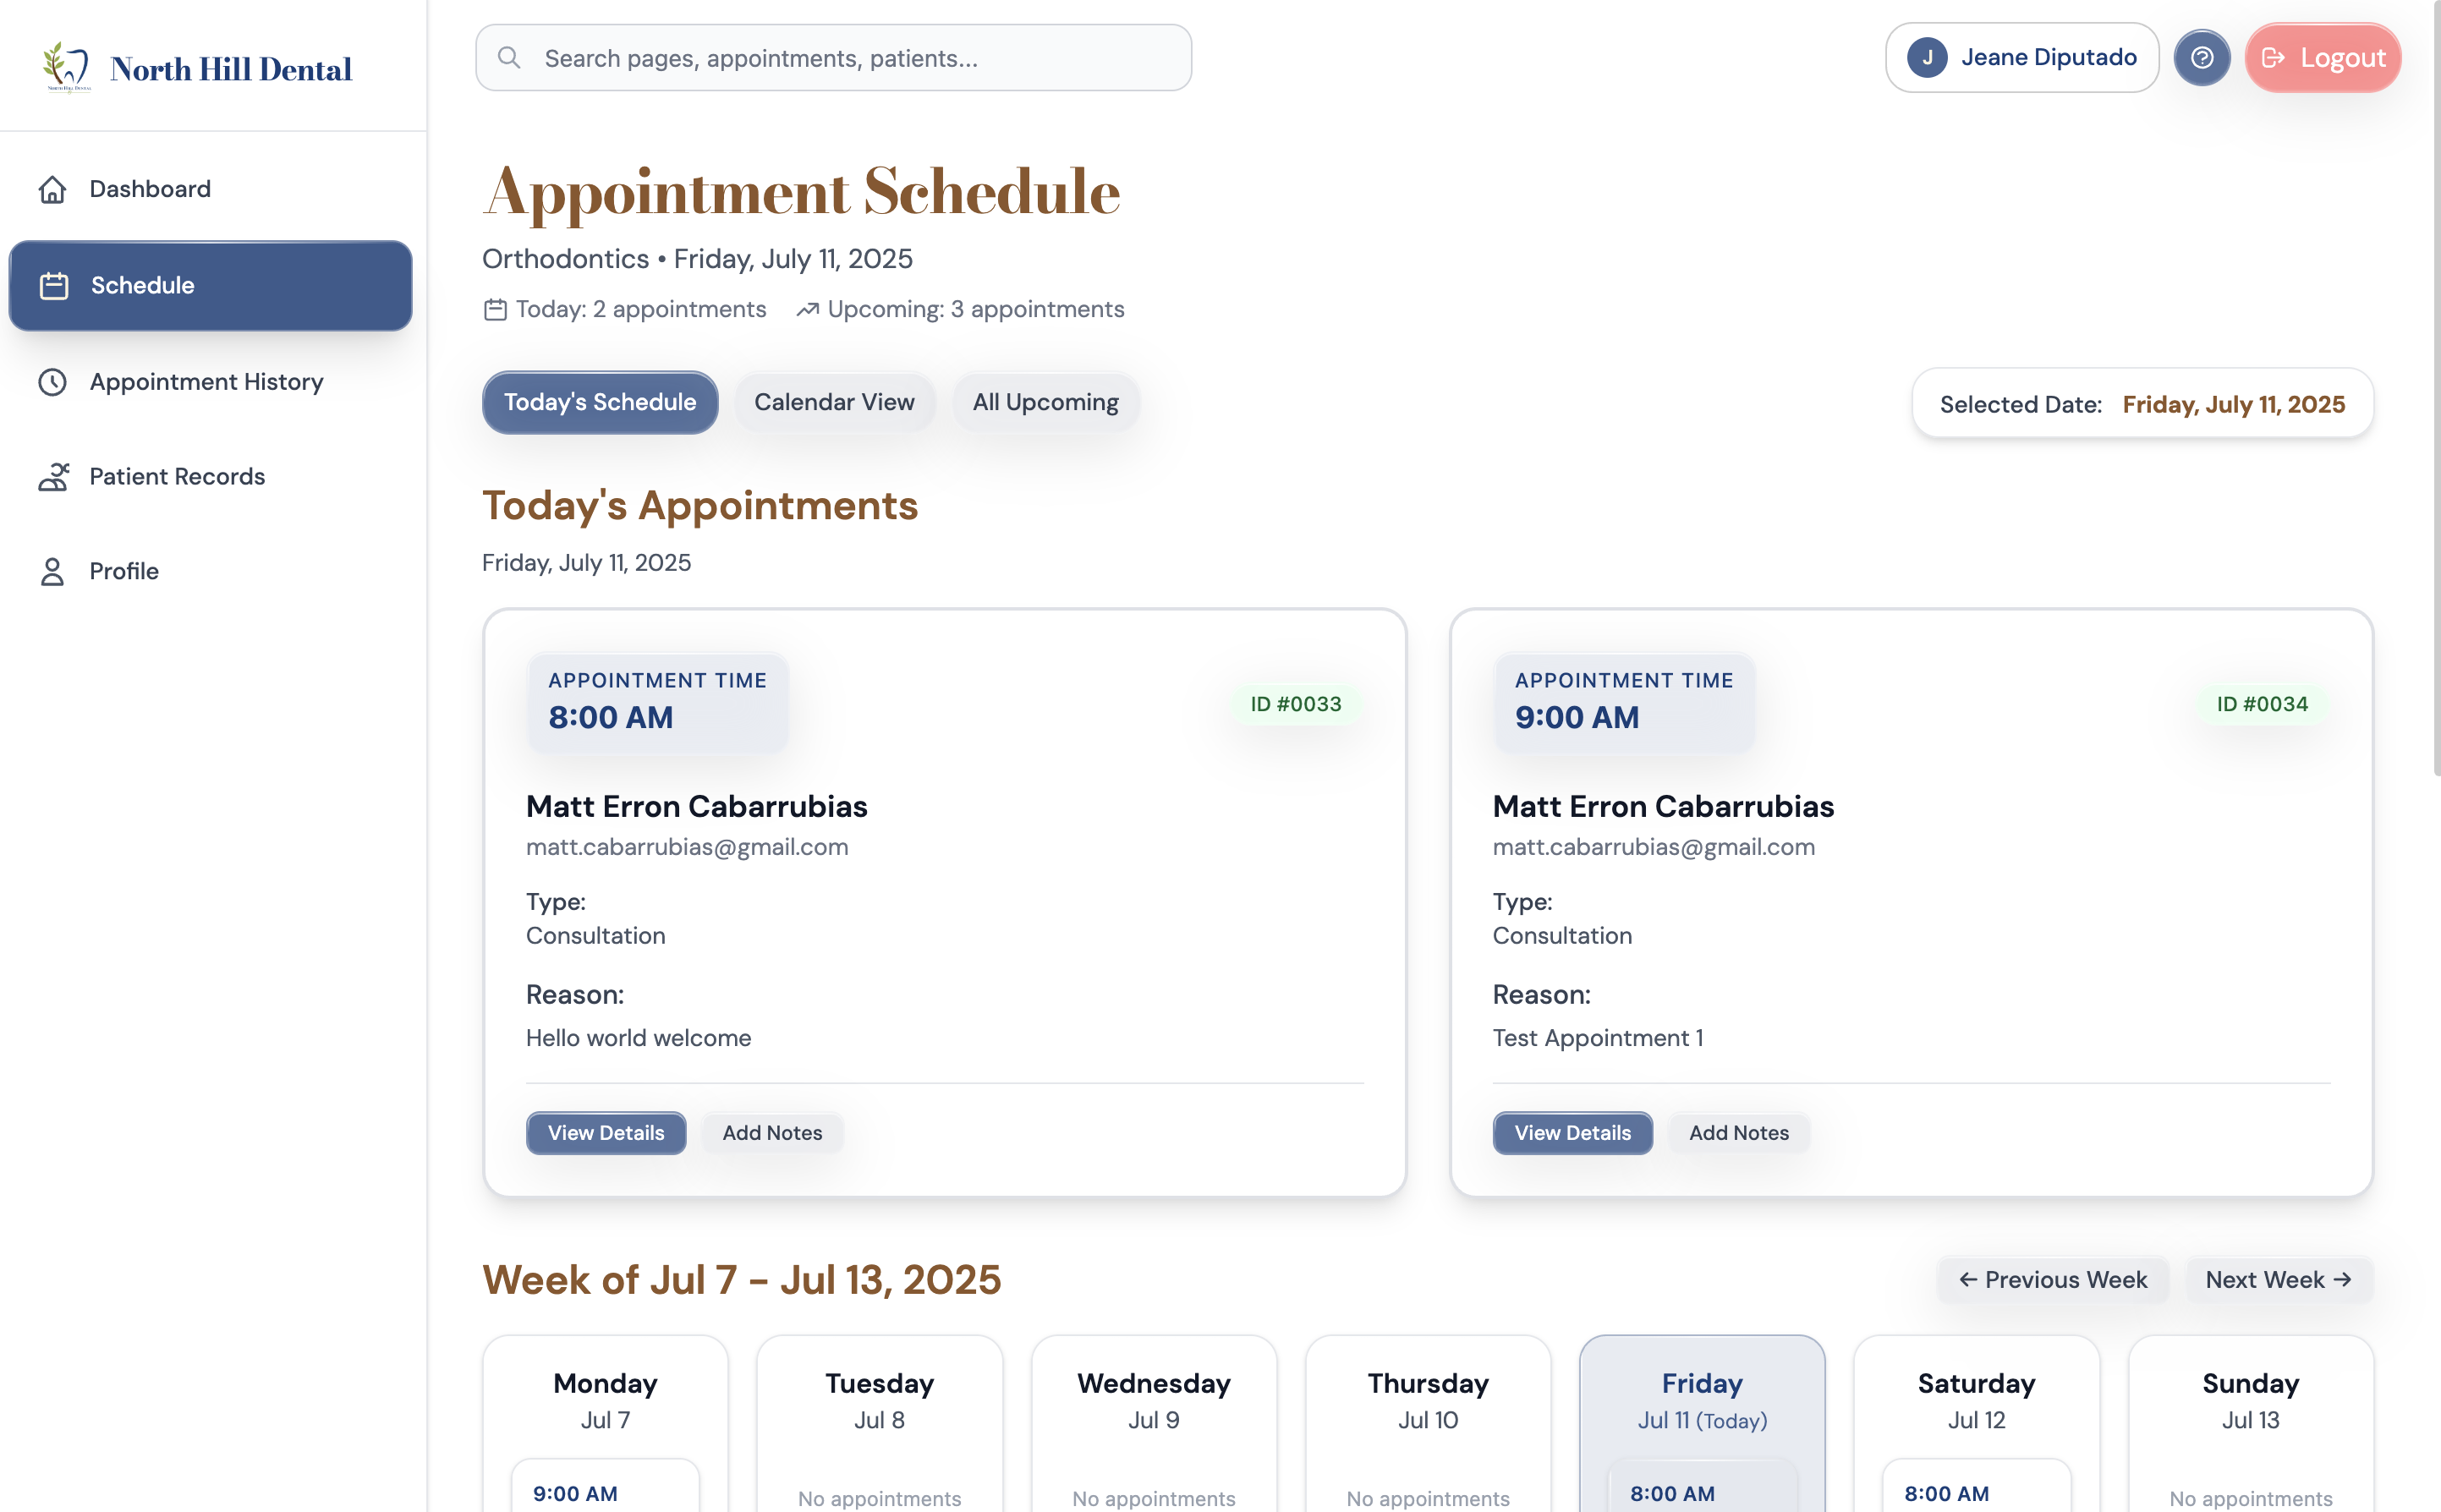 North Hill Dental
North Hill Dental
Search pages, appointments, patients...
J
Jeane Diputado
Logout
Dashboard
Schedule
Appointment History
Patient Records
Profile
Appointment Schedule
Orthodontics • Friday, July 11, 2025
Today: 2 appointments
Upcoming: 3 appointments
Today's Schedule
Calendar View
All Upcoming
Selected Date: Friday, July 11, 2025
Today's Appointments
Friday, July 11, 2025
APPOINTMENT TIME
8:00 AM
ID #0033
Matt Erron Cabarrubias
matt.cabarrubias@gmail.com
Type:
Consultation
Reason:
Hello world welcome
View Details
Add Notes
APPOINTMENT TIME
9:00 AM
ID #0034
Matt Erron Cabarrubias
matt.cabarrubias@gmail.com
Type:
Consultation
Reason:
Test Appointment 1
View Details
Add Notes
Week of Jul 7 - Jul 13, 2025
← Previous Week
Next Week →
Monday
Jul 7
9:00 AM
Tuesday
Jul 8
No appointments
Wednesday
Jul 9
No appointments
Thursday
Jul 10
No appointments
Friday
Jul 11 (Today)
8:00 AM
Saturday
Jul 12
8:00 AM
Sunday
Jul 13
No appointments